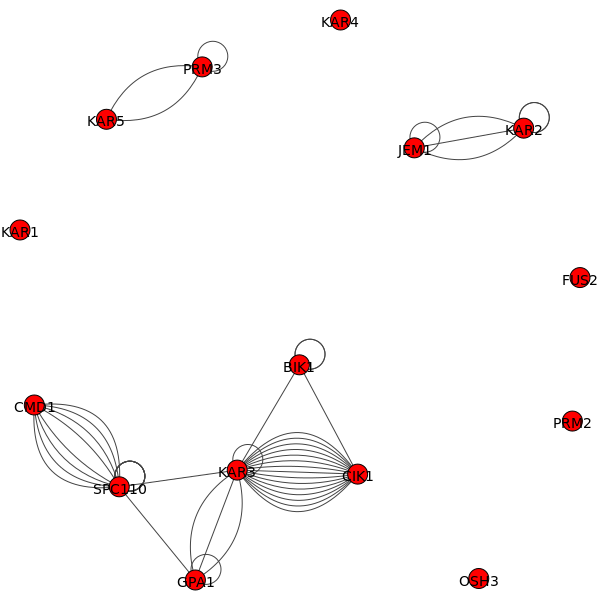 KAR4
PRM3
KAR5
KAR2
JEM1
KAR1
FUS2
BIK1
CMD1
PRM2
KAR3
CIK1
SPC110
GPA1
OSH3